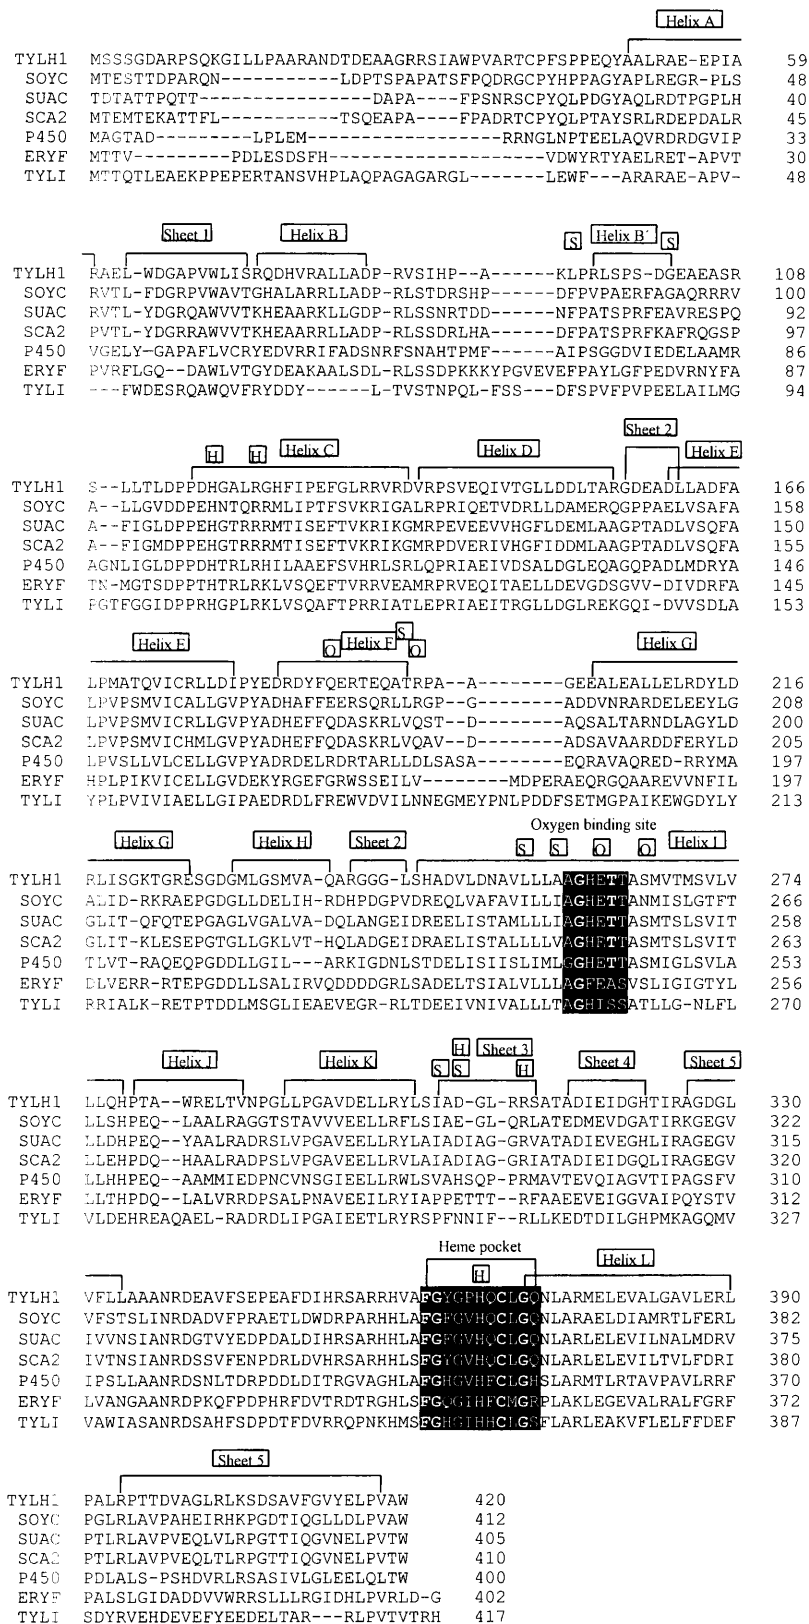 Helix A
TYLH1 MSSSGDARPSQKGILLPAARANDTDEAAGRRSIAWPVARTCPFSPPEQYAALRAE-EPIA 59
SOYC MTESTTDPARQN-----------LDPTSPAPATSFPQDRGCPYHPPAGYAPLREGR-PLS 48
SUAC TDTATTPQTT----------------DAPA----FPSNRSCPYQLPDGYAQLRDTPGPLH 40
SCA2 MTEMTEKATTFL-----------TSQEAPA----FPADRTCPYQLPTAYSRLRDEPDALR 45
P450 MAGTAD--------LPLEM--------------RRNGLNPTEELAQVRDRDGVIP 33
ERYF MTTV---------PDLESDSFH-------------------VDWYRTYAELRET-APVT 30
TYLI MTTQTLEAEKPPEPERTANSVHPLAQPAGAGARGL-------LEWF---ARARAE-APV- 48
Sheet 1 Helix B S Helix B´ S
TYLH1 RAEL-WDGAPVWLISRQDHVRALLADP-RVSIHP--A-----KLPRLSPS-DGEAEASR 108
SOYC RVTL-FDGRPVWAVTGHALARRLLADP-RLSTDRSHP-----DFPVPAERFAGAQRRRV 100
SUAC RVTL-YDGRQAWVVTKHEAARKLLGDP-RLSSNRTDD-----NFPATSPRFEAVRESPQ 92
SCA2 PVTL-YDGRRAWVVTKHEAARRLLGDP-RLSSDRLHA-----DFPATSPRFKAFRQGSP 97
P450 VGELY-GAPAFLVCRYEDVRRIFADSNRFSNAHTPMF-----AIPSGGDVIEDELAAMR 86
ERYF PVRFLGQ--DAWLVTGYDEAKAALSDL-RLSSDPKKKYPGVEVEFPAYLGFPEDVRNYFA 87
TYLI ---FWDESRQAWQVFRYDDY-----L-TVSTNPQL-FSS---DFSPVFPVPEELAILMG 94
H H Helix C Helix D Sheet 2 Helix E
TYLH1 S--LLTLDPPDHGALRGHFIPEFGLRRVRDVRPSVEQIVTGLLDDLTARGDEADLLADFA 166
SOYC A--LLGVDDPEHNTQRRMLIPTFSVKRIGALRPRIQETVDRLLDAMERQGPPAELVSAFA 158
SUAC A--FIGLDPPEHGTRRRMTISEFTVKRIKGMRPEVEEVVHGFLDEMLAAGPTADLVSQFA 150
SCA2 A--FIGMDPPEHGTRRRMTISEFTVKRIKGMRPDVERIVHGFIDDMLAAGPTADLVSQFA 155
P450 AGNLIGLDPPDHTRLRHILAAEFSVHRLSRLQPRIAEIVDSALDGLEQAGQPADLMDRYA 146
ERYF TN-MGTSDPPTHTRLRKLVSQEFTVRRVEAMRPRVEQITAELLDEVGDSGVV-DIVDRFA 145
TYLI PGTFGGIDPPRHGPLRKLVSQAFTPRRIATLEPRIAEITRGLLDGLREKGQI-DVVSDLA 153
Helix E O Helix F S O Helix G
TYLH1 LPMATQVICRLLDIPYEDRDYFQERTEQATRPA--A--------GEEALEALLELRDYLD 216
SOYC LPVPSMVICALLGVPYADHAFFEERSQRLLRGP--G--------ADDVNRARDELEEYLG 208
SUAC LPVPSMVICRLLGVPYADHEFFQDASKRLVQST--D--------AQSALTARNDLAGYLD 200
SCA2 LPVPSMVICHMLGVPYADHEFFQDASKRLVQAV--D--------ADSAVAARDDFERYLD 205
P450 LPVSLLVLCELLGVPYADRDELRDRTARLLDLSASA--------EQRAVAQRED-RRYMA 197
ERYF HPLPIKVICELLGVDEKYRGEFGRWSSEILV--------MDPERAEQRGQAAREVVNFIL 197
TYLI YPLPVIVIAELLGIPAEDRDLFREWVDVILNNEGMEYPNLPDDFSETMGPAIKEWGDYLY 213
Oxygen binding site
Helix G Helix H Sheet 2 S S O O Helix I
TYLH1 RLISGKTGRESGDGMLGSMVA-QARGGG-LSHADVLDNAVLLLAAGHETTASMVTMSVLV 274
SOYC ALID-RKRAEPGDGLLDELIH-RDHPDGPVDREQLVAFAVILLIAGHETTANMISLGTFT 266
SUAC GLIT-QFQTEPGAGLVGALVA-DQLANGEIDREELISTAMLLLIAGHETTASMTSLSVIT 258
SCA2 GLIT-KLESEPGTGLLGKLVT-HQLADGEIDRAELISTALLLLVAGHETTASMTSLSVIT 263
P450 TLVT-RAQEQPGDDLLGIL---ARKIGDNLSTDELISIISLIMLGGHETTASMIGLSVLA 253
ERYF DLVERR-RTEPGDDLLSALIRVQDDDDGRLSADELTSIALVLLLAGFEASVSLIGIGTYL 256
TYLI RRIALK-RETPTDDLMSGLIEAEVEGR-RLTDEEIVNIVALLLTAGHISSATLLG-NLFL 270
Helix J Helix K S H S Sheet 3 H Sheet 4 Sheet 5
TYLH1 LLQHPTA--WRELTVNPGLLPGAVDELLRYLSIAD-GL-RRSATADIEIDGHTIRAGDGL 330
SOYC LLSHPEQ--LAALRAGGTSTAVVVEELLRFLSIAE-GL-QRLATEDMEVDGATIRKGEGV 322
SUAC LLDHPEQ--YAALRADRSLVPGAVEELLRYLAIADIAG-GRVATADIEVEGHLIRAGEGV 315
SCA2 LLEHPDQ--HAALRADPSLVPGAVEELLRVLAIADIAG-GRIATADIEIDGQLIRAGEGV 320
P450 LLHHPEQ--AAMMIEDPNCVNSGIEELLRWLSVAHSQP-PRMAVTEVQIAGVTIPAGSFV 310
ERYF LLTHPDQ--LALVRRDPSALPNAVEEILRYIAPPETTT--RFAAEEVEIGGVAIPQYSTV 312
TYLI VLDEHREAQAEL-RADRDLIPGAIEETLRYRSPFNNIF--RLLKEDTDILGHPMKAGQMV 327
Heme pocket
H Helix L
TYLH1 VFLLAAANRDEAVFSEPEAFDIHRSARRHVAFGYGPHQCLGQNLARMELEVALGAVLERL 390
SOYC VFSTSLINRDADVFPRAETLDWDRPARHHLAFGFGVHQCLGQNLARAELDIAMRTLFERL 382
SUAC IVVNSIANRDGTVYEDPDALDIHRSARHHLAFGFGVHQCLGQNLARLELEVILNALMDRV 375
SCA2 IVTNSIANRDSSVFENPDRLDVHRSARHHLSFGYGVHQCLGQNLARLELEVILTVLFDRI 380
P450 IPSLLAANRDSNLTDRPDDLDITRGVAGHLAFGHGVHFCLGHSLARMTLRTAVPAVLRRF 370
ERYF LVANGAANRDPKQFPDPHRFDVTRDTRGHLSFGQGIHFCMGRPLAKLEGEVALRALFGRF 372
TYLI VAWIASANRDSAHFSDPDTFDVRRQPNKHMSFGHGIHHCLGSFLARLEAKVFLELFFDEF 387
Sheet 5
TYLH1 PALRPTTDVAGLRLKSDSAVFGVYELPVAW 420
SOYC PGLRLAVPAHEIRHKPGDTIQGLLDLPVAW 412
SUAC PTLRLAVPVEQLVLRPGTTIQGVNELPVTW 405
SCA2 PTLRLAVPVEQLTLRPGTTIQGVNELPVTW 410
P450 PDLALS-PSHDVRLRSASIVLGLEELQLTW 400
ERYF PALSLGIDADDVVWRRSLLLRGIDHLPVRLD-G 402
TYLI SDYRVEHDEVEFYEEDELTAR---RLPVTVTRH 417